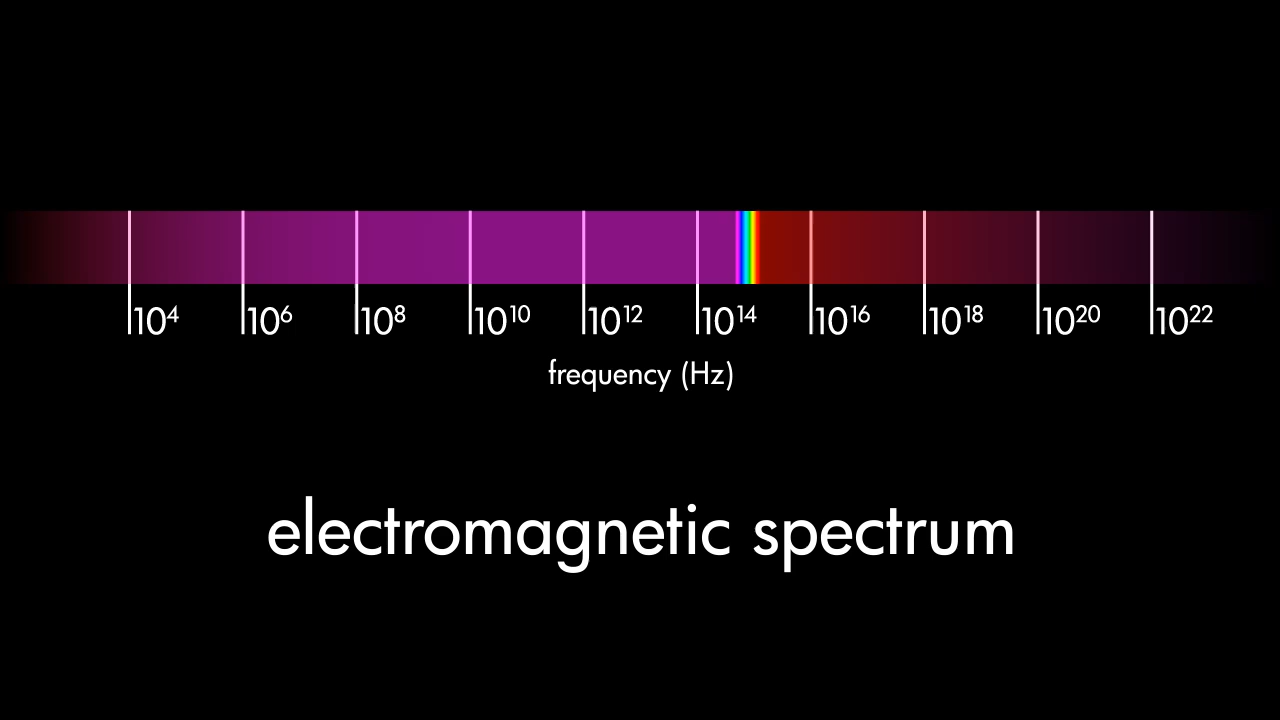 10⁴ 10⁶ 10⁸ 10¹⁰ 10¹² 10¹⁴ 10¹⁶ 10¹⁸ 10²⁰ 10²²
frequency (Hz)
electromagnetic spectrum